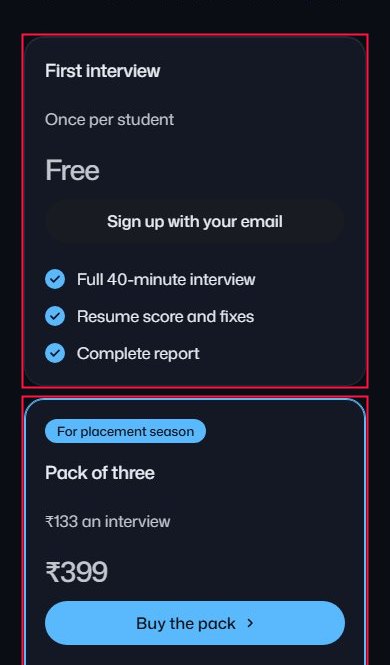 First interview
Once per student
Free
Sign up with your email
Full 40-minute interview
Resume score and fixes
Complete report
For placement season
Pack of three
₹133 an interview
₹399
Buy the pack